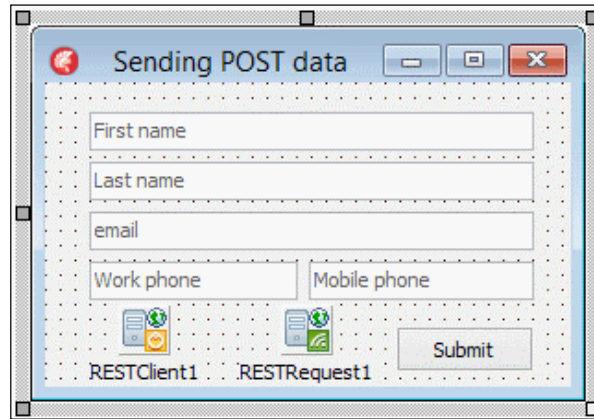 Sending POST data
First name
Last name
email
Work phone Mobile phone
RESTClient1 RESTRequest1 Submit